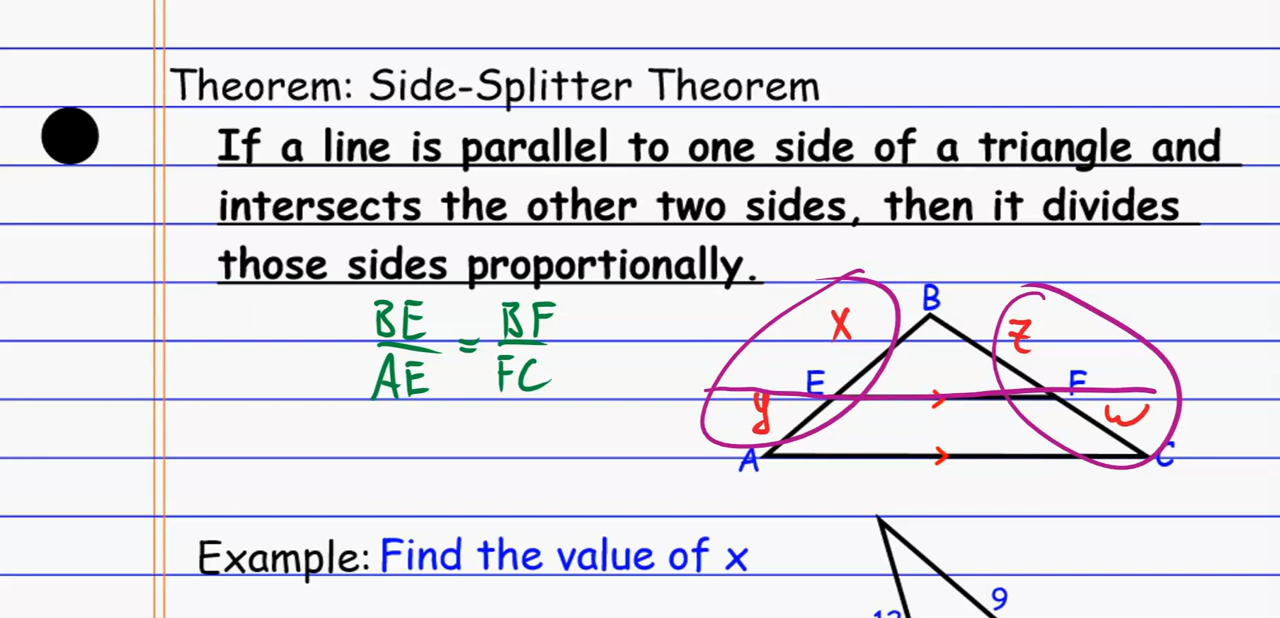 Theorem: Side-Splitter Theorem
If a line is parallel to one side of a triangle and
intersects the other two sides, then it divides
those sides proportionally.
BE/AE = BF/FC
B
X
Z
E
F
y
w
A
C
Example: Find the value of x
9